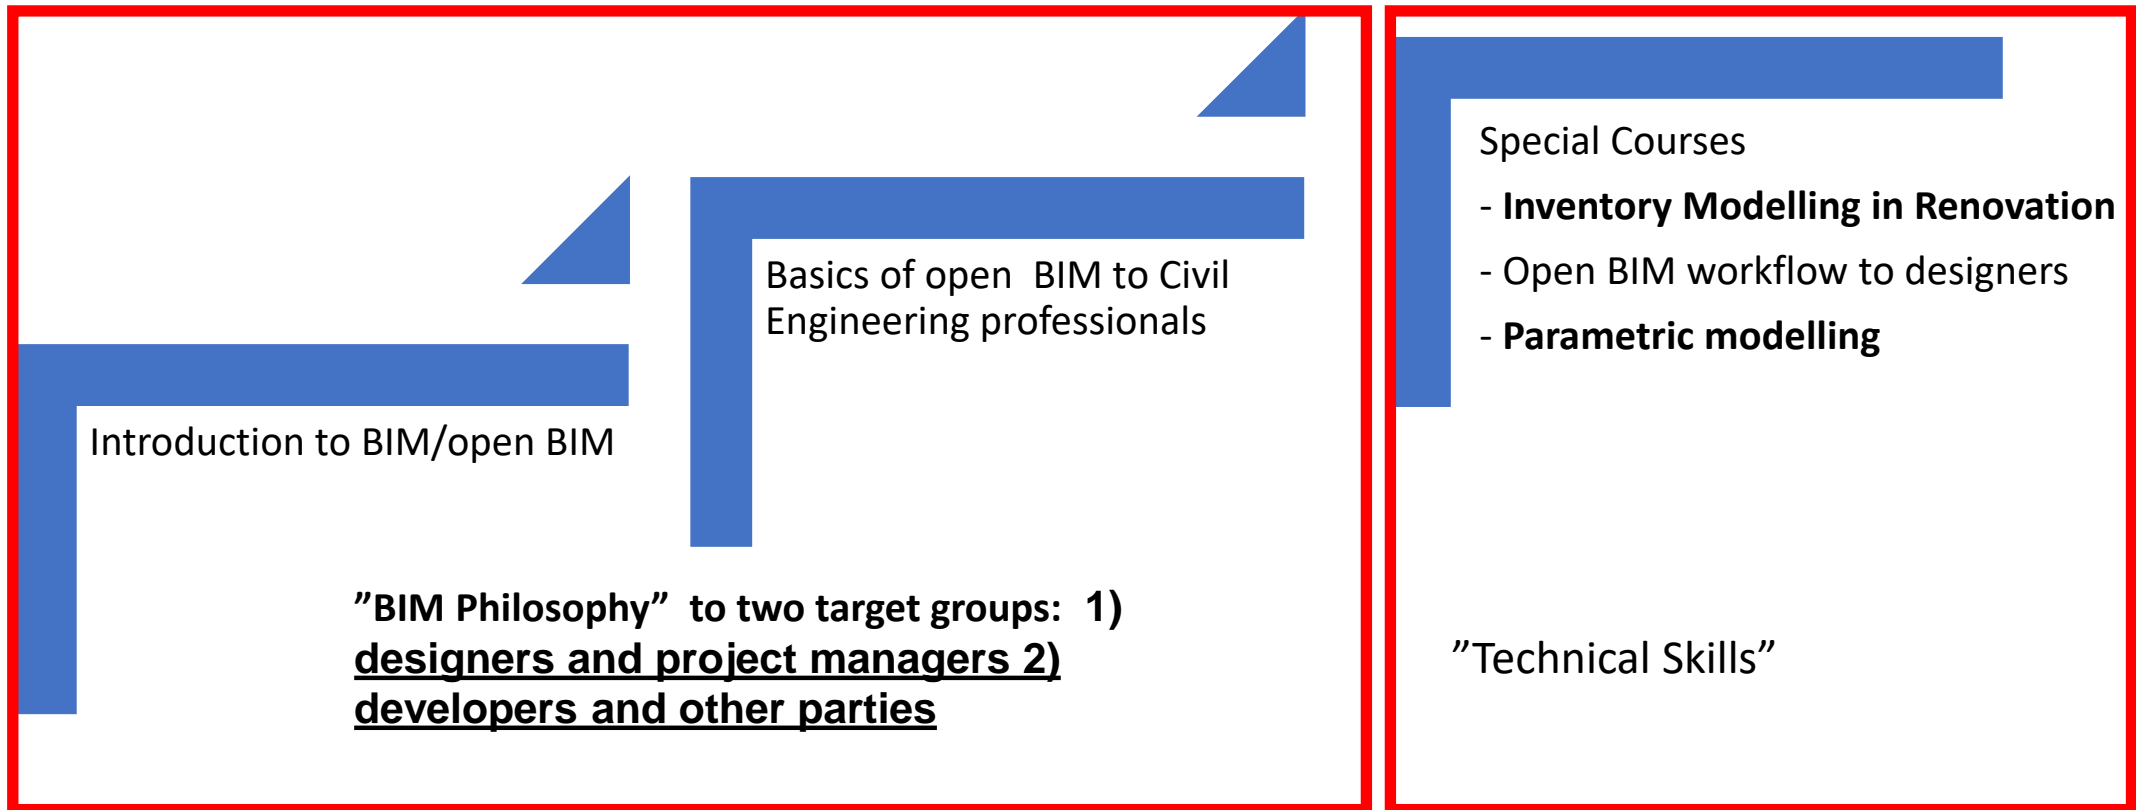 Introduction to BIM/open BIM
Basics of open BIM to Civil
Engineering professionals
”BIM Philosophy” to two target groups: 1)
designers and project managers 2)
developers and other parties
Special Courses
- Inventory Modelling in Renovation
- Open BIM workflow to designers
- Parametric modelling
”Technical Skills”